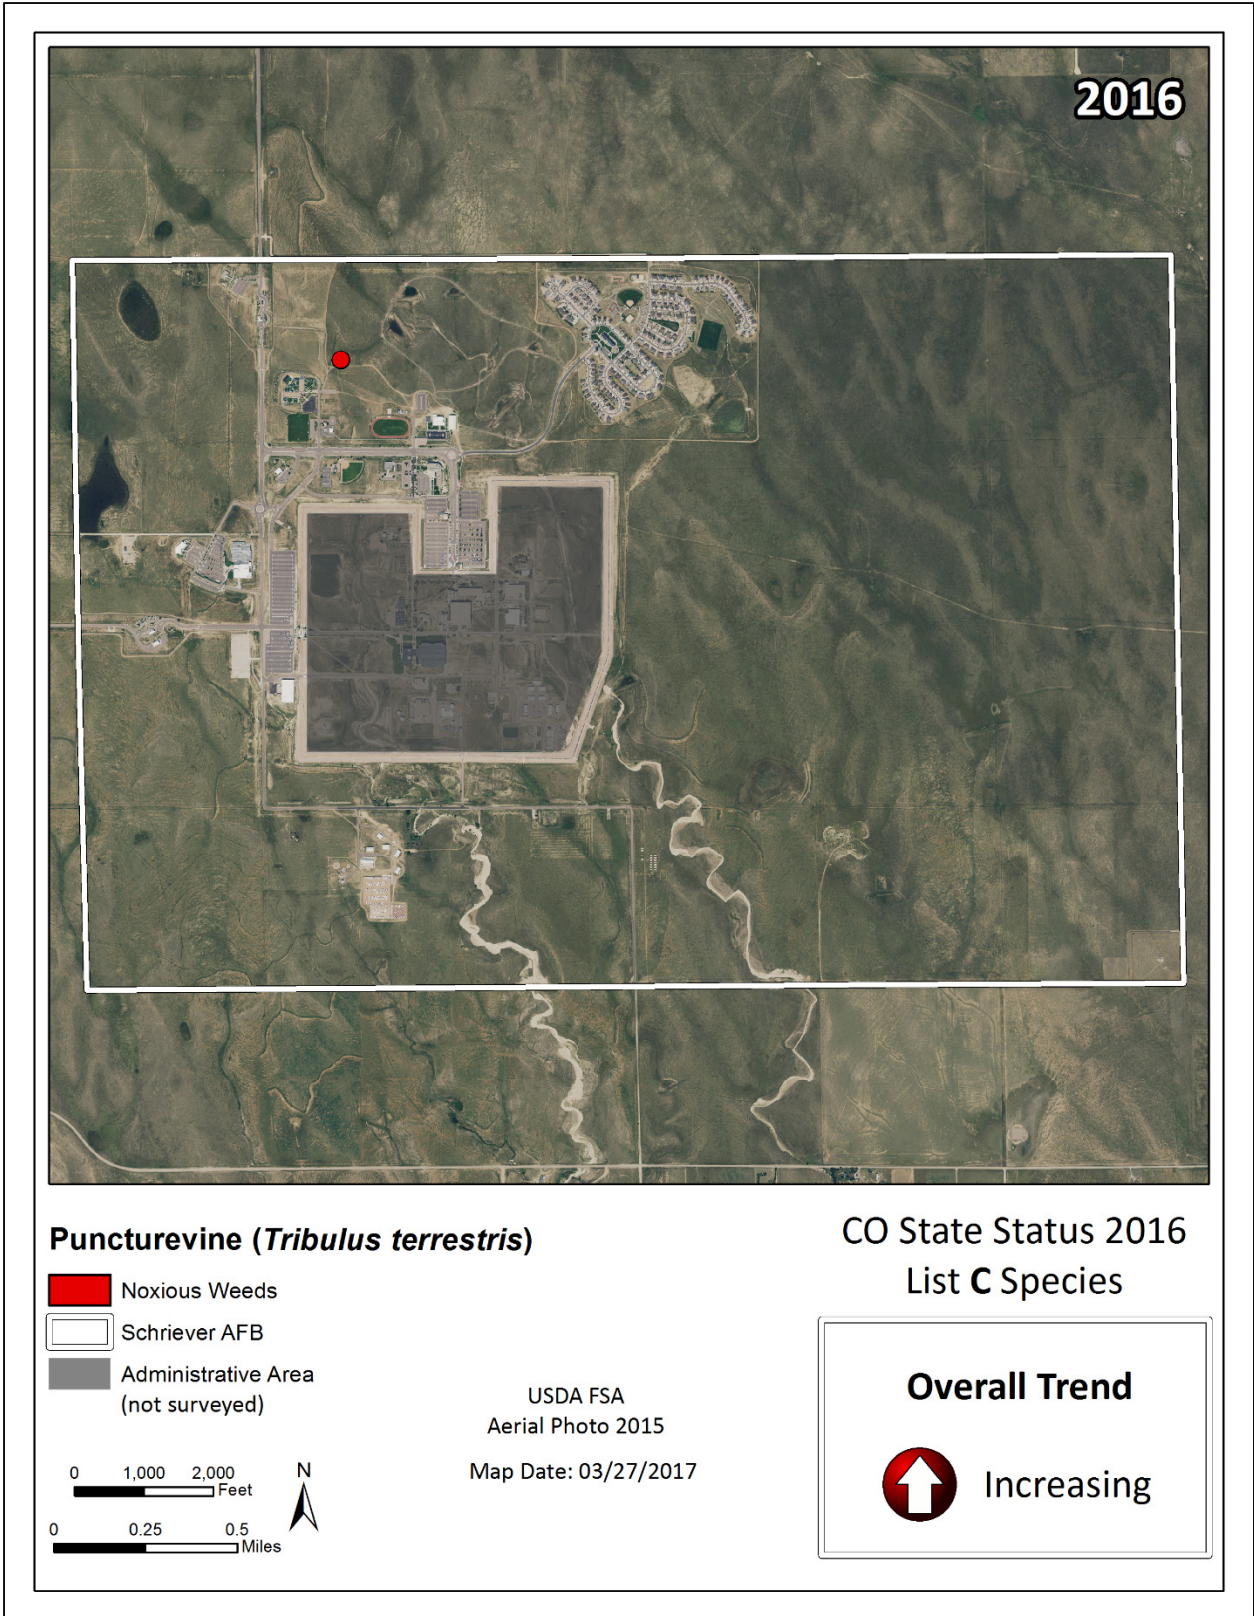 2016
Puncturevine (Tribulus terrestris)
Noxious Weeds
Schriever AFB
Administrative Area
(not surveyed)
0 1,000 2,000
Feet
0 0.25 0.5
Miles
N
USDA FSA
Aerial Photo 2015
Map Date: 03/27/2017
CO State Status 2016
List C Species
Overall Trend
Increasing